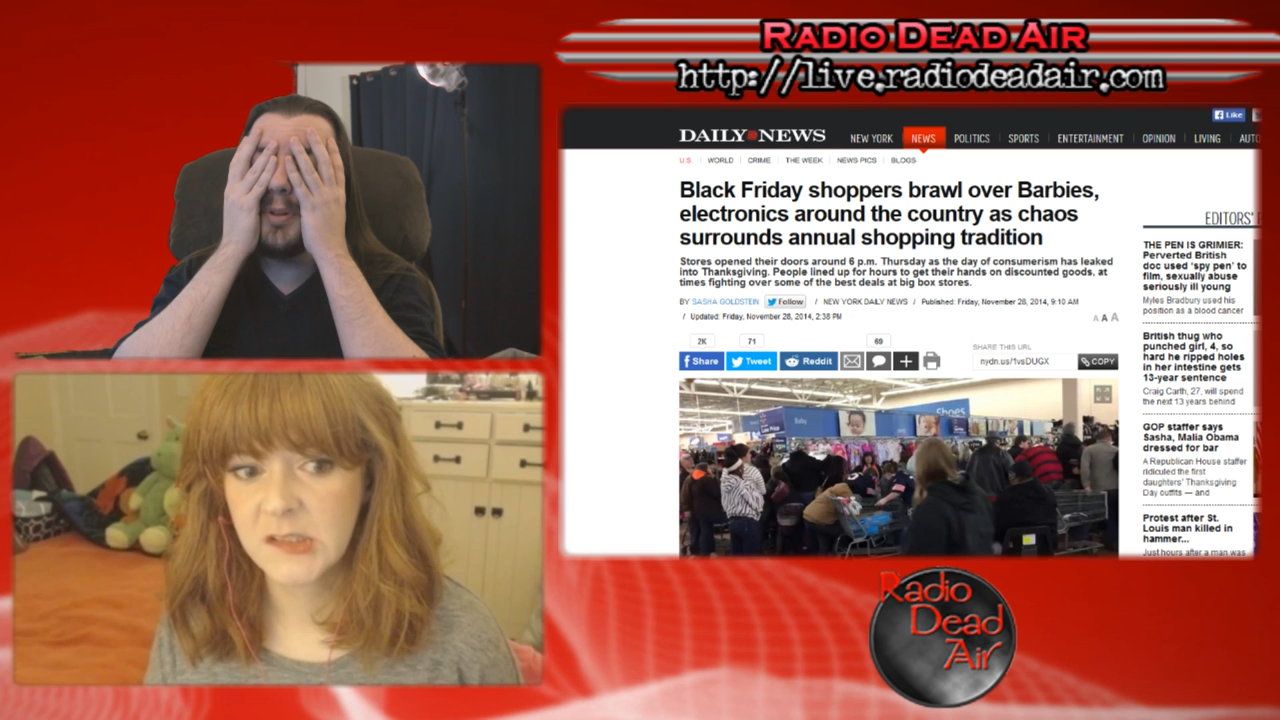 RADIO DEAD AIR
http://live.radiodeadair.com
Like
DAILY NEWS
NEW YORK NEWS POLITICS SPORTS ENTERTAINMENT OPINION LIVING AUTO
U.S. WORLD CRIME THE WEEK NEWS PICS BLOGS
Black Friday shoppers brawl over Barbies,
electronics around the country as chaos
surrounds annual shopping tradition
Stores opened their doors around 6 p.m. Thursday as the day of consumerism has leaked
into Thanksgiving. People lined up for hours to get their hands on discounted goods, at
times fighting over some of the best deals at big box stores.
BY SASHA GOLDSTEIN Follow / NEW YORK DAILY NEWS / Published: Friday, November 28, 2014, 9:10 AM
/ Updated: Friday, November 28, 2014, 2:38 PM
A A A
2K 71 69
Share Tweet Reddit
SHARE THIS URL
nydn.us/1vsDUGX COPY
Baby
Shoes
EDITORS'
THE PEN IS GRIMIER:
Perverted British
doc used 'spy pen' to
film, sexually abuse
seriously ill young
Myles Bradbury used his
position as a blood cancer
British thug who
punched girl, 4, so
hard he ripped holes
in her intestine gets
13-year sentence
Craig Carth, 27, will spend
the next 13 years behind
GOP staffer says
Sasha, Malia Obama
dressed for bar
A Republican House staffer
ridiculed the first
daughters' Thanksgiving
Day outfits — and
Protest after St.
Louis man killed in
hammer...
Just hours after a man was
Radio
Dead
Air